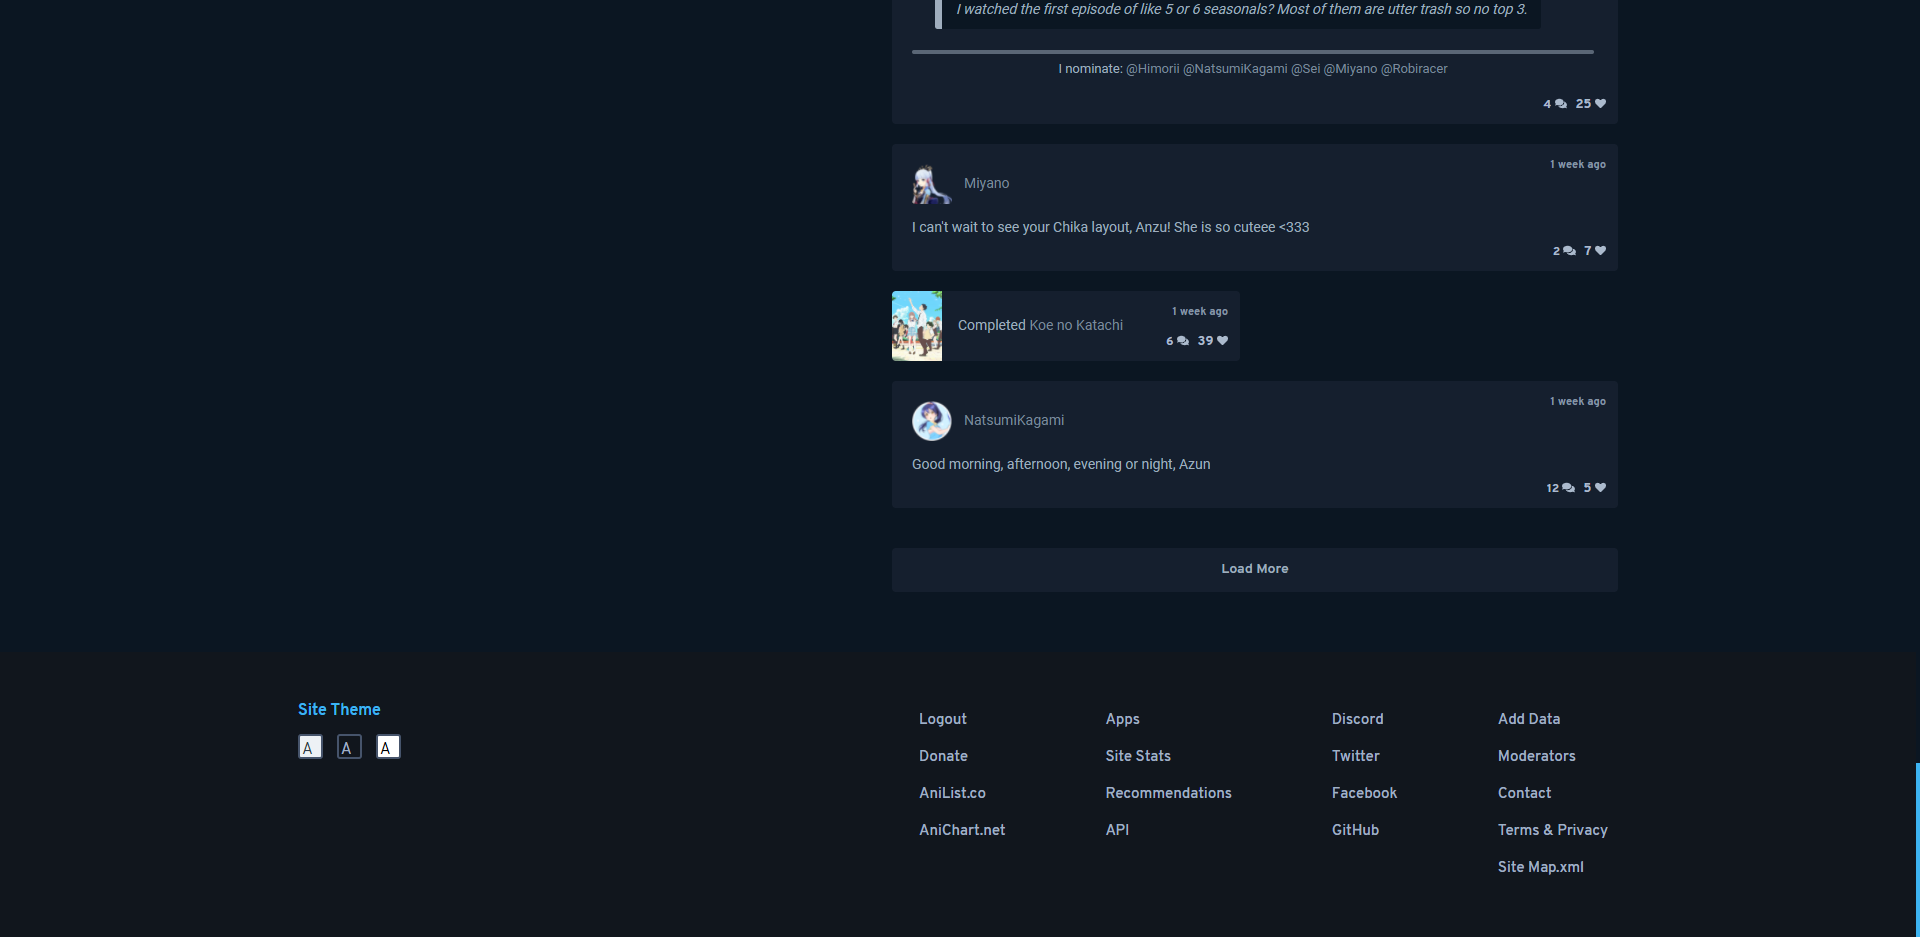 I watched the first episode of like 5 or 6 seasonals? Most of them are utter trash so no top 3.
I nominate: @Himorii @NatsumiKagami @Sei @Miyano @Robiracer
4 25
1 week ago
Miyano
I can't wait to see your Chika layout, Anzu! She is so cuteee <333
2 7
1 week ago
Completed Koe no Katachi
6 39
1 week ago
NatsumiKagami
Good morning, afternoon, evening or night, Azun
12 5
Load More
Site Theme
A A A
Logout
Donate
AniList.co
AniChart.net
Apps
Site Stats
Recommendations
API
Discord
Twitter
Facebook
GitHub
Add Data
Moderators
Contact
Terms & Privacy
Site Map.xml